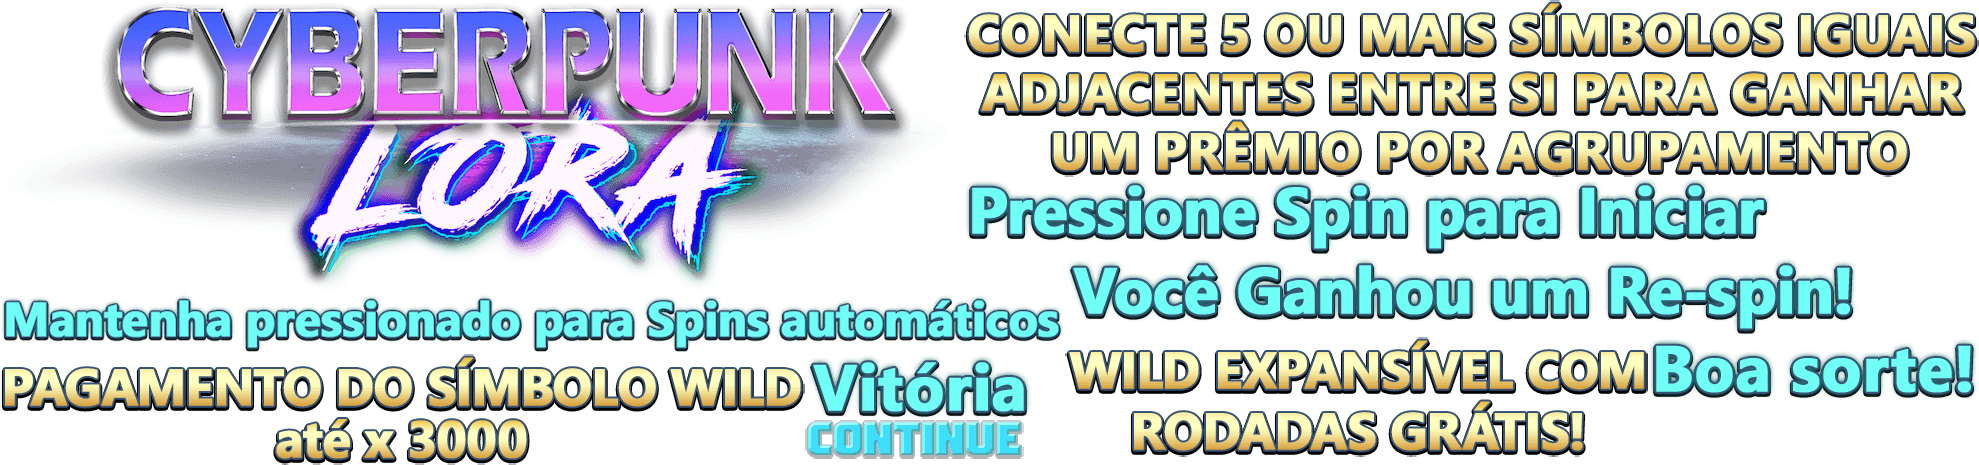 CYBERPUNK
LORA
CONECTE 5 OU MAIS SÍMBOLOS IGUAIS
ADJACENTES ENTRE SI PARA GANHAR
UM PRÊMIO POR AGRUPAMENTO
Pressione Spin para Iniciar
Você Ganhou um Re-spin!
Mantenha pressionado para Spins automáticos
PAGAMENTO DO SÍMBOLO WILD
até x 3000
Vitória
CONTINUE
WILD EXPANSÍVEL COM
RODADAS GRÁTIS!
Boa sorte!